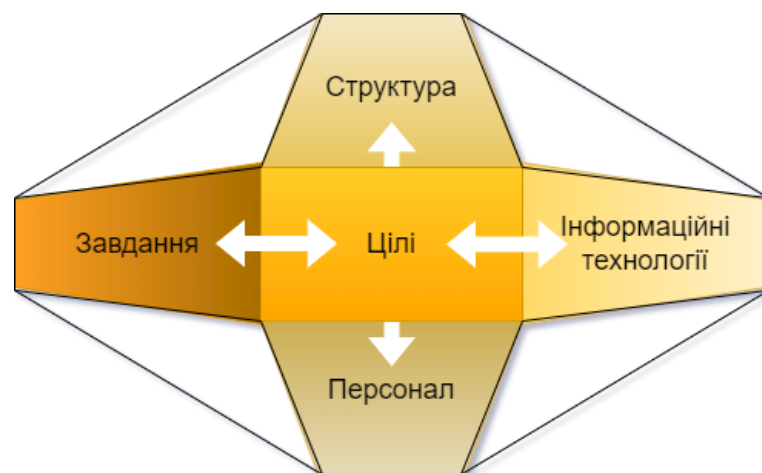 Структура
Завдання
Цілі
Інформаційні
технології
Персонал